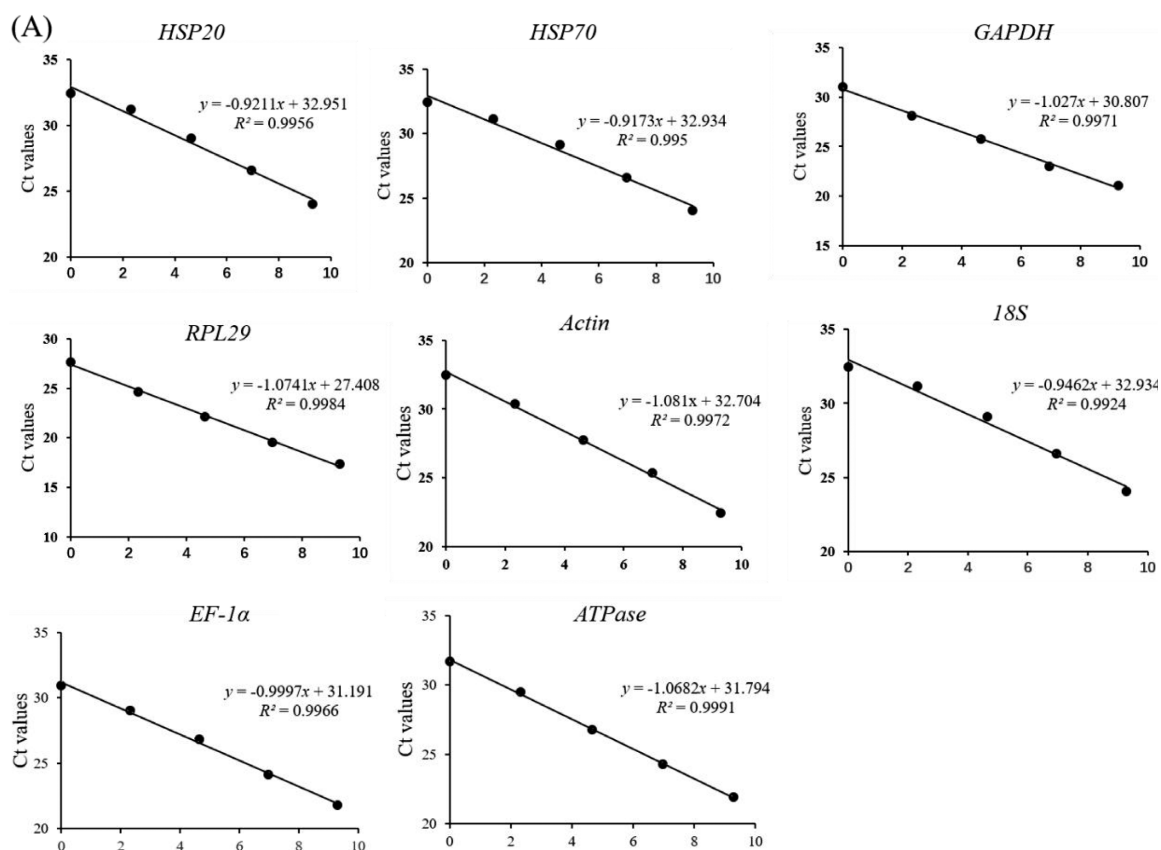 (A)
HSP20
35
30
25
20
Ct values
y = -0.9211x + 32.951
R² = 0.9956
0 2 4 6 8 10
HSP70
35
30
25
20
Ct values
y = -0.9173x + 32.934
R² = 0.995
0 2 4 6 8 10
GAPDH
35
30
25
20
15
Ct values
y = -1.027x + 30.807
R² = 0.9971
0 2 4 6 8 10
RPL29
30
25
20
15
10
Ct values
y = -1.0741x + 27.408
R² = 0.9984
0 2 4 6 8 10
Actin
35
30
25
20
Ct values
y = -1.081x + 32.704
R² = 0.9972
0 2 4 6 8 10
18S
35
30
25
20
Ct values
y = -0.9462x + 32.934
R² = 0.9924
0 2 4 6 8 10
EF-1α
35
30
25
20
Ct values
y = -0.9997x + 31.191
R² = 0.9966
0 2 4 6 8 10
ATPase
35
30
25
20
Ct values
y = -1.0682x + 31.794
R² = 0.9991
0 2 4 6 8 10